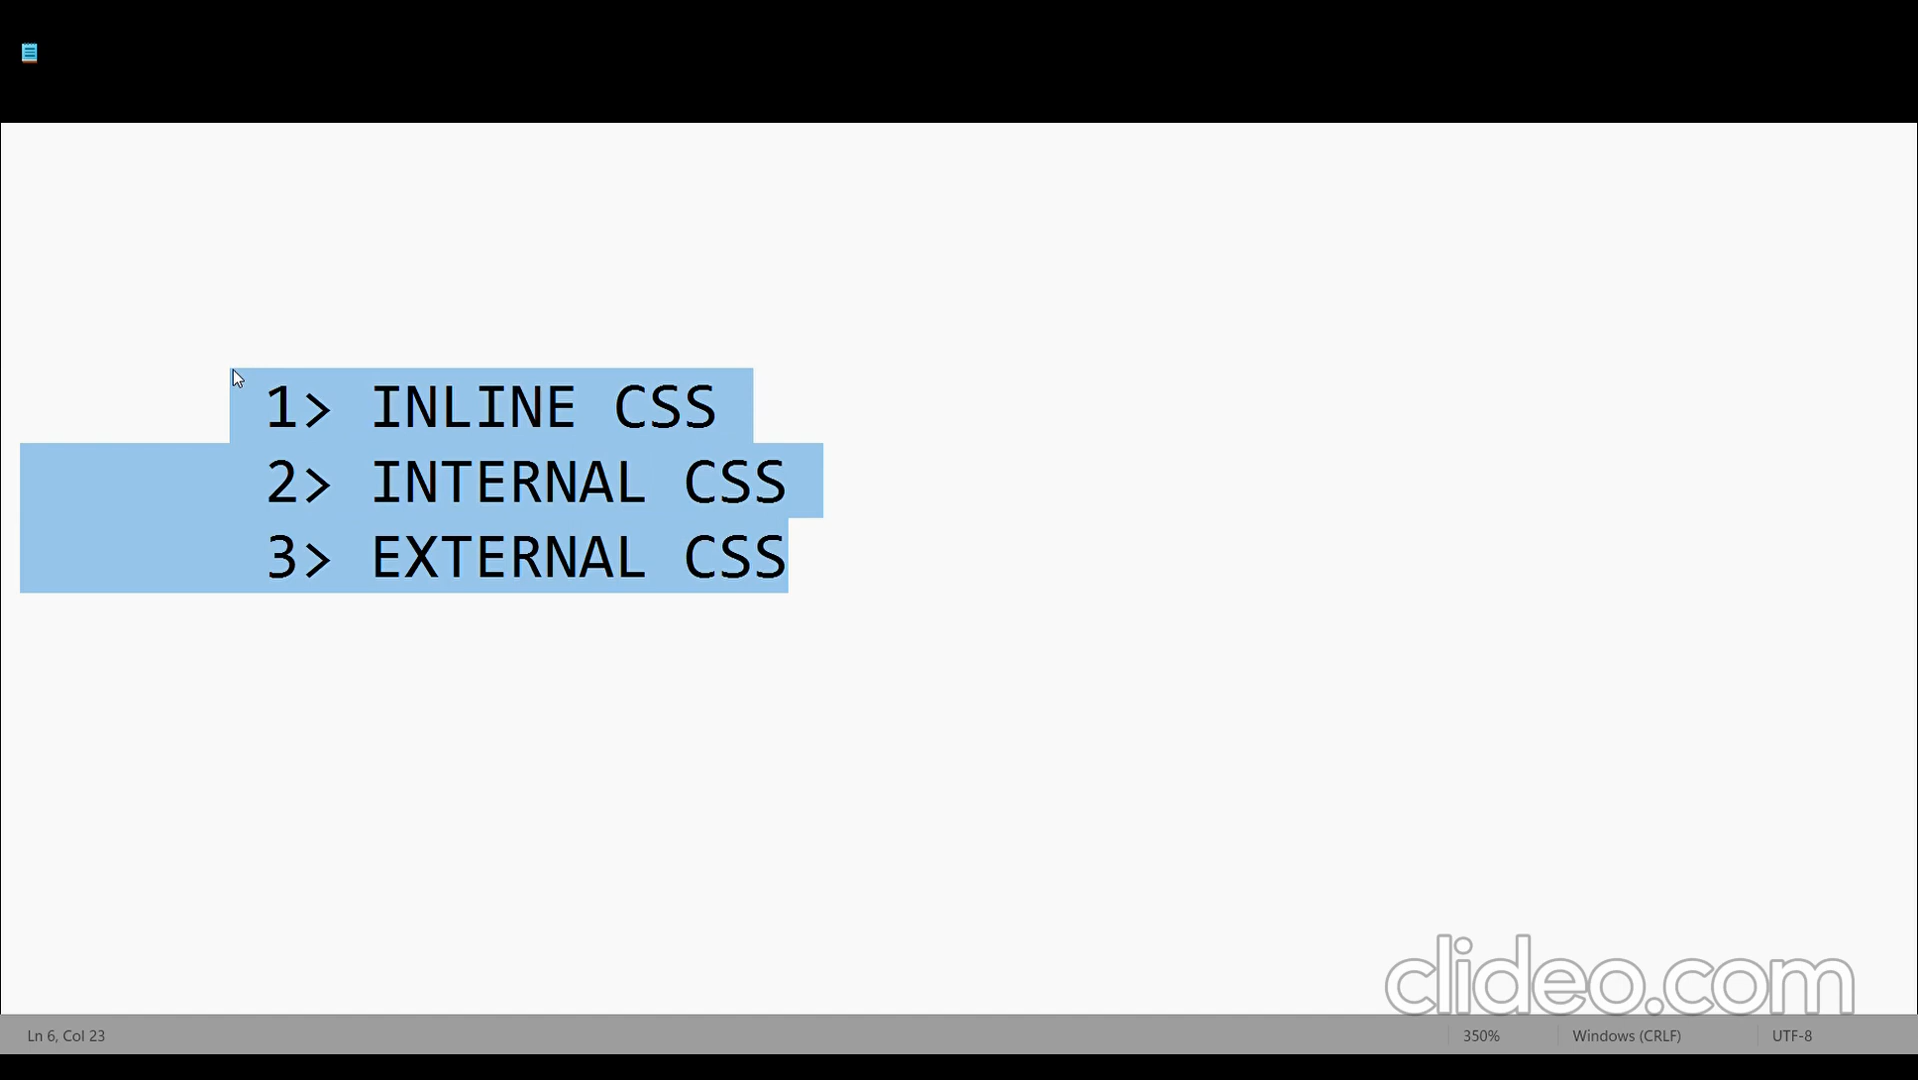 1> INLINE CSS
2> INTERNAL CSS
3> EXTERNAL CSS
clideo.com
Ln 6, Col 23
350%
Windows (CRLF)
UTF-8